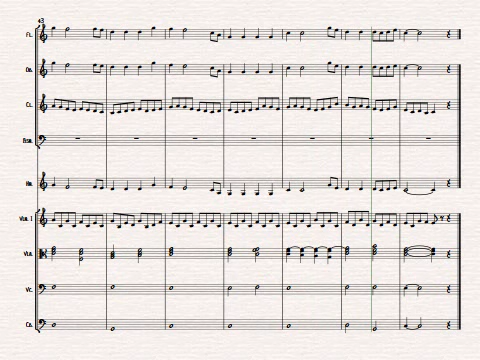 43
Fl.
Ob.
Cl.
Bsn.
Hn.
Vln. I
Vla.
Vc.
Cb.